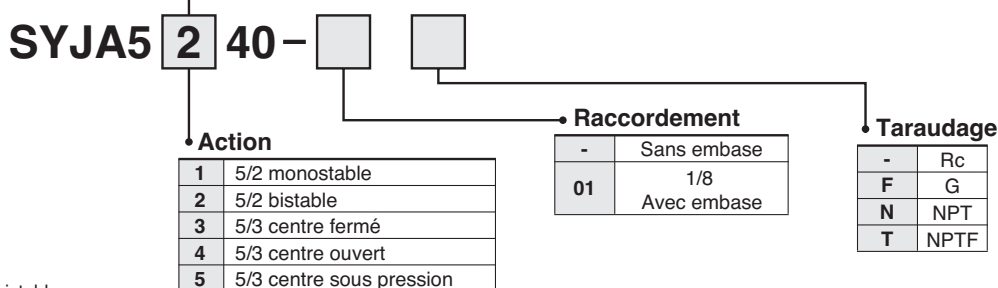 SYJA5 2 40 –
Action
1 5/2 monostable
2 5/2 bistable
3 5/3 centre fermé
4 5/3 centre ouvert
5 5/3 centre sous pression
Raccordement
- Sans embase
01 1/8
Avec embase
Taraudage
- Rc
F G
N NPT
T NPTF